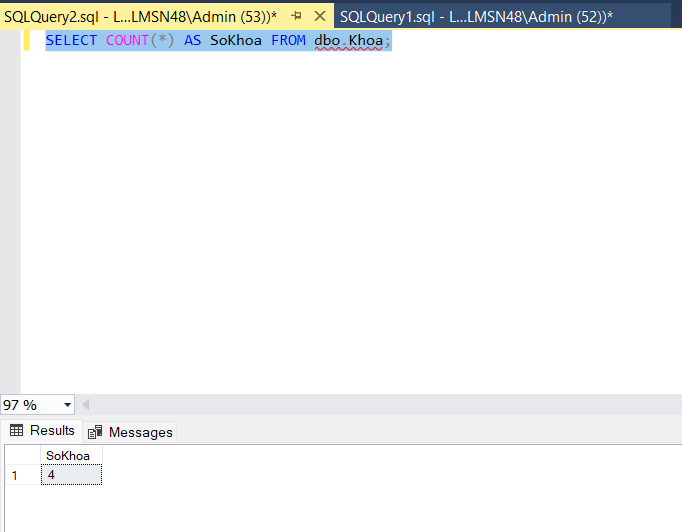 SQLQuery2.sql - L...LMSN48\Admin (53))* SQLQuery1.sql - L...LMSN48\Admin (52))*
SELECT COUNT(*) AS SoKhoa FROM dbo.Khoa;
97 %
Results Messages
SoKhoa
1 4